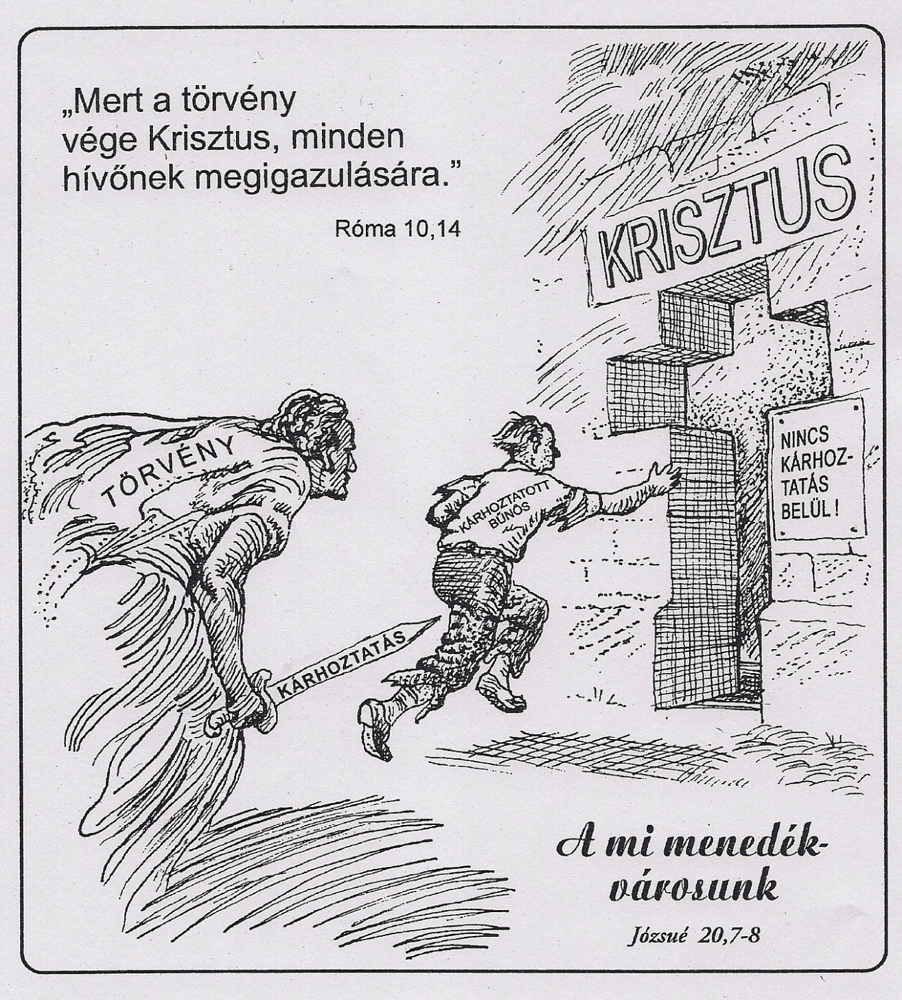 „Mert a törvény
vége Krisztus, minden
hívőnek megigazulására.”
Róma 10,14
KRISZTUS
NINCS
KÁRHOZ-
TATÁS
BELÜL!
TÖRVÉNY
KÁRHOZTATOTT
BŰNÖS
KÁRHOZTATÁS
A mi menedék-
városunk
Józsué 20,7-8